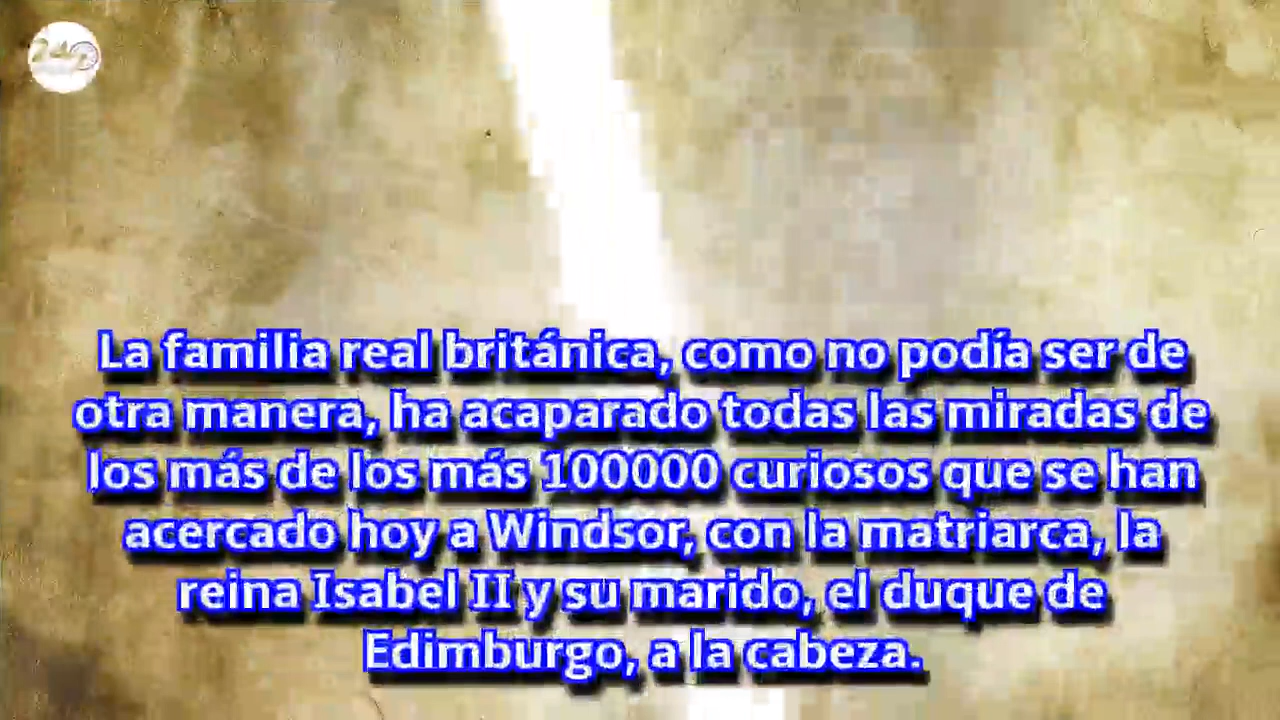 La familia real británica, como no podía ser de
otra manera, ha acaparado todas las miradas de
los más de los más 100000 curiosos que se han
acercado hoy a Windsor, con la matriarca, la
reina Isabel II y su marido, el duque de
Edimburgo, a la cabeza.